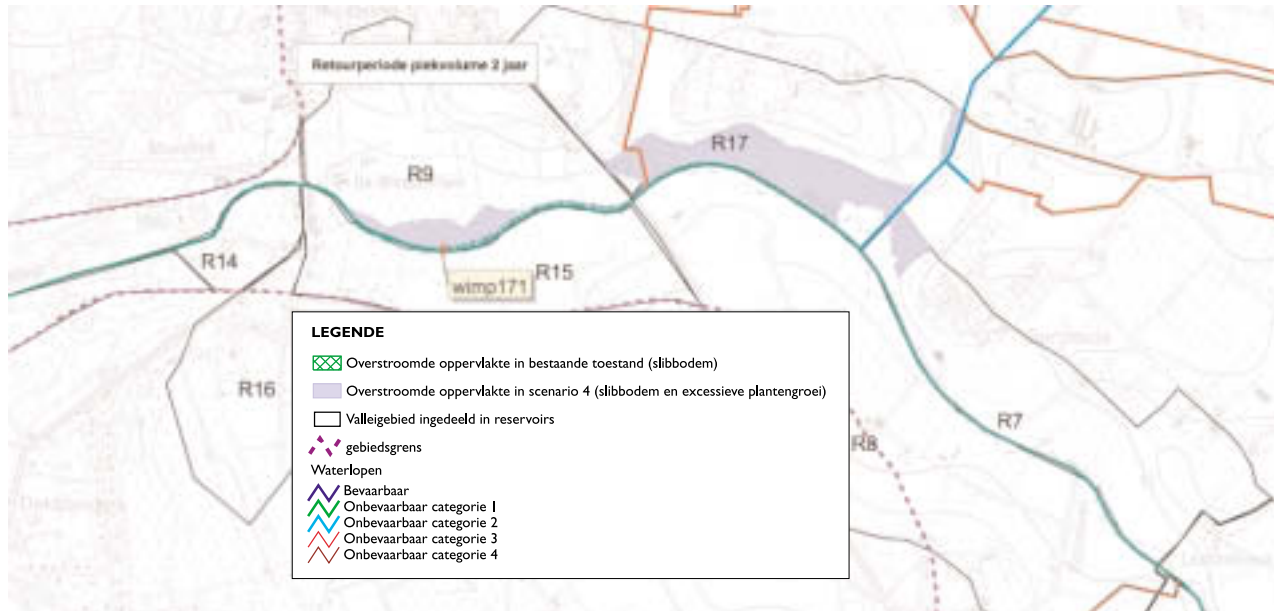 Retourperiode piekvolume 2 jaar
R17
R9
R14
R15
wimp171
R16
R7
R8
LEGENDE
Overstroomde oppervlakte in bestaande toestand (slibbodem)
Overstroomde oppervlakte in scenario 4 (slibbodem en excessieve plantengroei)
Valleigebied ingedeeld in reservoirs
gebiedsgrens
Waterlopen
Bevaarbaar
Onbevaarbaar categorie 1
Onbevaarbaar categorie 2
Onbevaarbaar categorie 3
Onbevaarbaar categorie 4